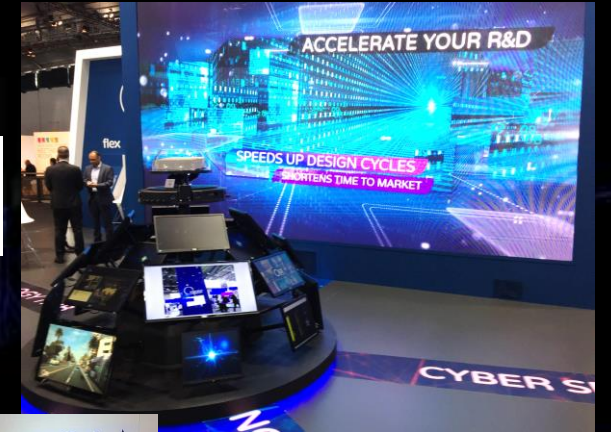 ACCELERATE YOUR R&D
flex
SPEEDS UP DESIGN CYCLES
SHORTENS TIME TO MARKET
CYBER